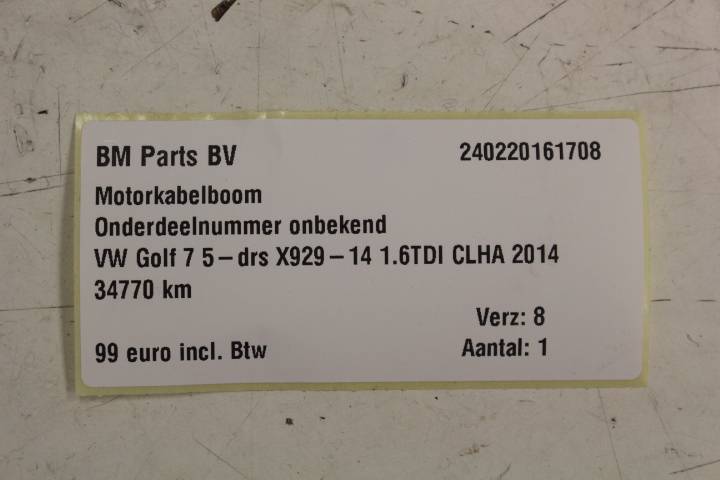 BM Parts BV 240220161708
Motorkabelboom
Onderdeelnummer onbekend
VW Golf 7 5-drs X929-14 1.6TDI CLHA 2014
34770 km
Verz: 8
99 euro incl. Btw Aantal: 1